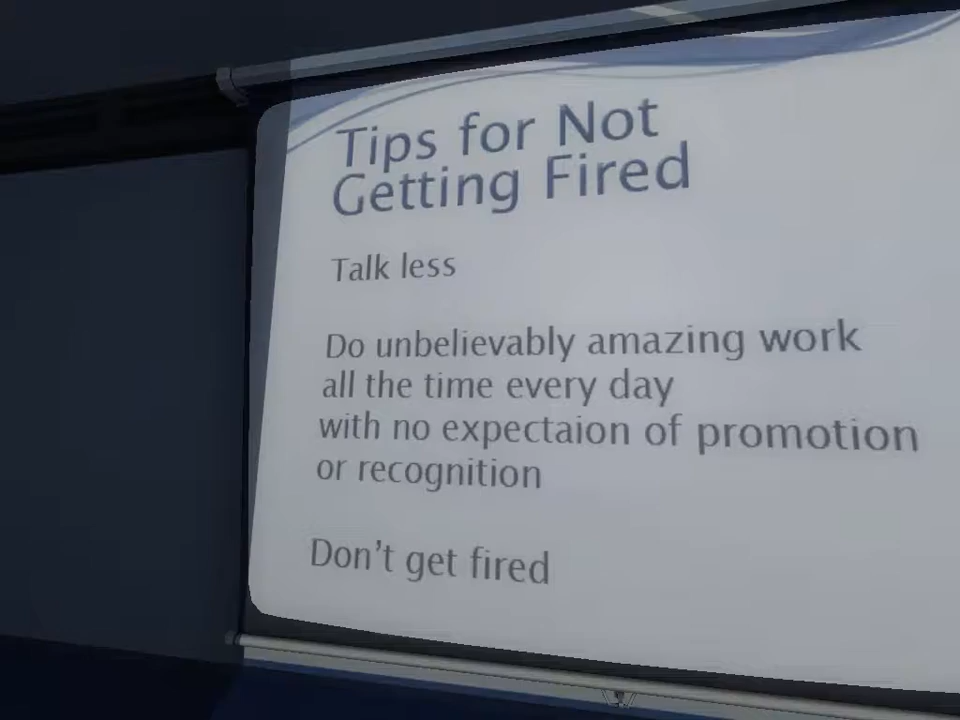 Tips for Not
Getting Fired
Talk less
Do unbelievably amazing work
all the time every day
with no expectaion of promotion
or recognition
Don't get fired